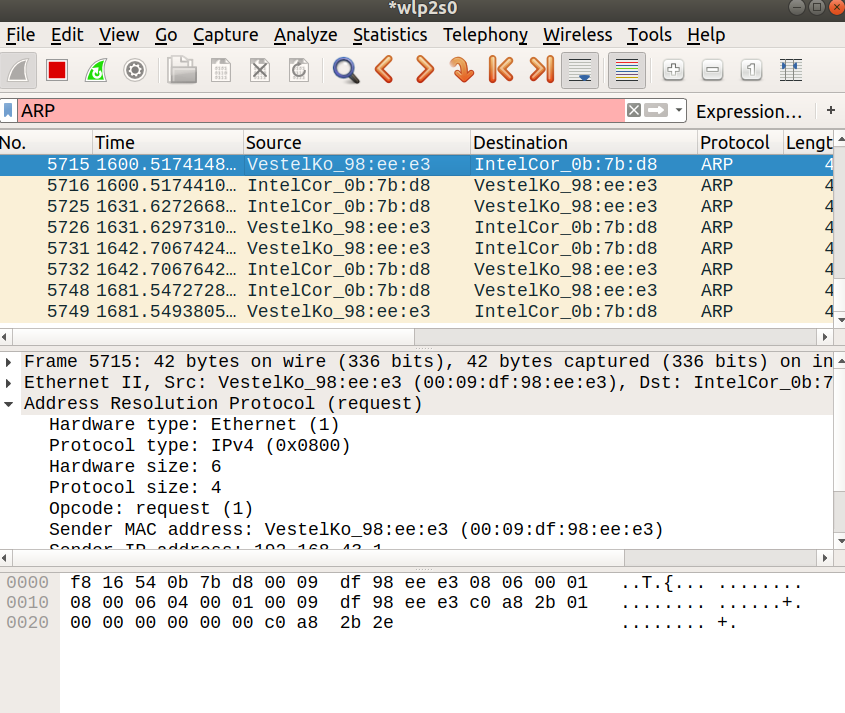 *wlp2s0
File Edit View Go Capture Analyze Statistics Telephony Wireless Tools Help
ARP Expression… +
No. Time Source Destination Protocol Lengt
5715 1600.5174148… VestelKo_98:ee:e3 IntelCor_0b:7b:d8 ARP 4
5716 1600.5174410… IntelCor_0b:7b:d8 VestelKo_98:ee:e3 ARP 4
5725 1631.6272668… VestelKo_98:ee:e3 IntelCor_0b:7b:d8 ARP 4
5726 1631.6297310… IntelCor_0b:7b:d8 VestelKo_98:ee:e3 ARP 4
5731 1642.7067424… VestelKo_98:ee:e3 IntelCor_0b:7b:d8 ARP 4
5732 1642.7067642… IntelCor_0b:7b:d8 VestelKo_98:ee:e3 ARP 4
5748 1681.5472728… IntelCor_0b:7b:d8 VestelKo_98:ee:e3 ARP 4
5749 1681.5493805… VestelKo_98:ee:e3 IntelCor_0b:7b:d8 ARP 4
Frame 5715: 42 bytes on wire (336 bits), 42 bytes captured (336 bits) on in
Ethernet II, Src: VestelKo_98:ee:e3 (00:09:df:98:ee:e3), Dst: IntelCor_0b:7
Address Resolution Protocol (request)
Hardware type: Ethernet (1)
Protocol type: IPv4 (0x0800)
Hardware size: 6
Protocol size: 4
Opcode: request (1)
Sender MAC address: VestelKo_98:ee:e3 (00:09:df:98:ee:e3)
Sender IP address: 192.168.43.1
0000 f8 16 54 0b 7b d8 00 09 df 98 ee e3 08 06 00 01 ..T.{... ........
0010 08 00 06 04 00 01 00 09 df 98 ee e3 c0 a8 2b 01 ........ ......+.
0020 00 00 00 00 00 00 c0 a8 2b 2e ........ +.